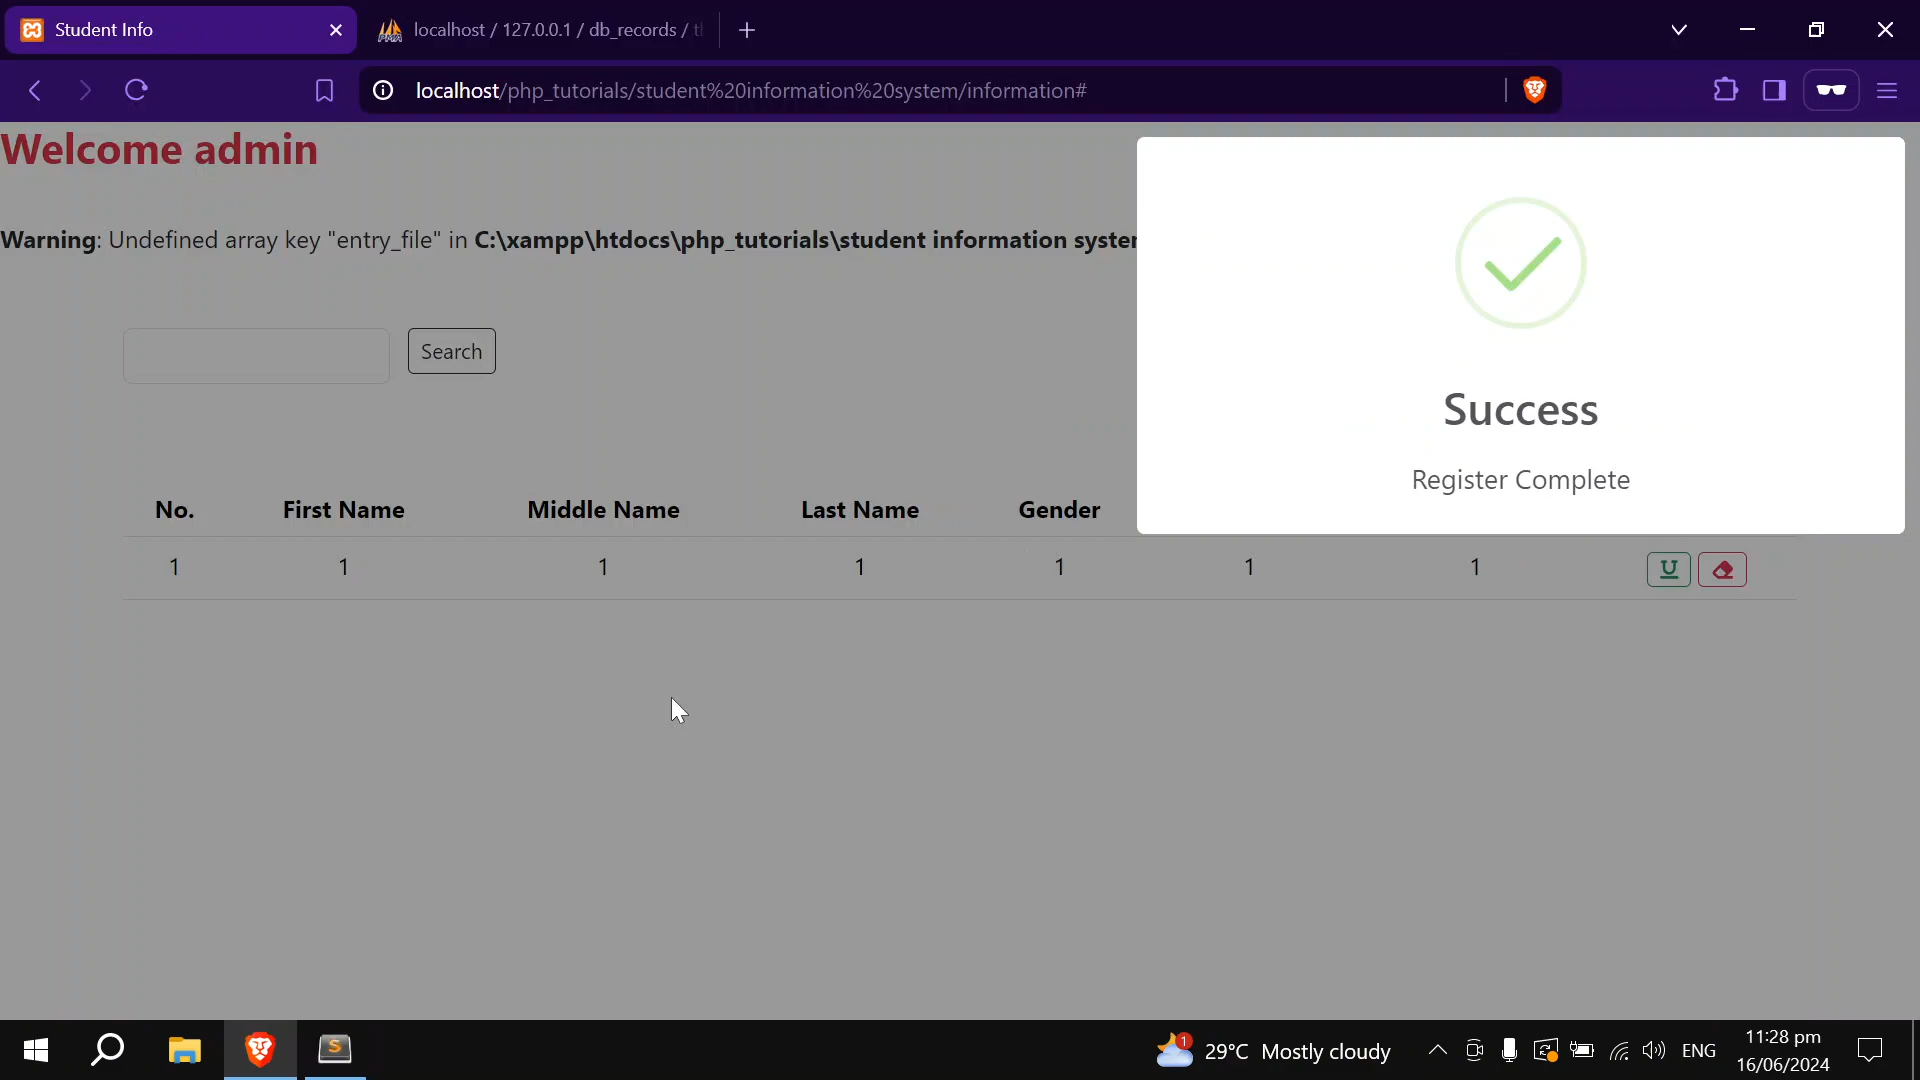 Student Info
localhost / 127.0.0.1 / db_records /
localhost/php_tutorials/student%20information%20system/information#
Welcome admin
Warning: Undefined array key "entry_file" in C:\xampp\htdocs\php_tutorials\student information system
Search
Success
Register Complete
No. First Name Middle Name Last Name Gender
1 1 1 1 1 1 1
1 29°C Mostly cloudy ENG
11:28 pm
16/06/2024